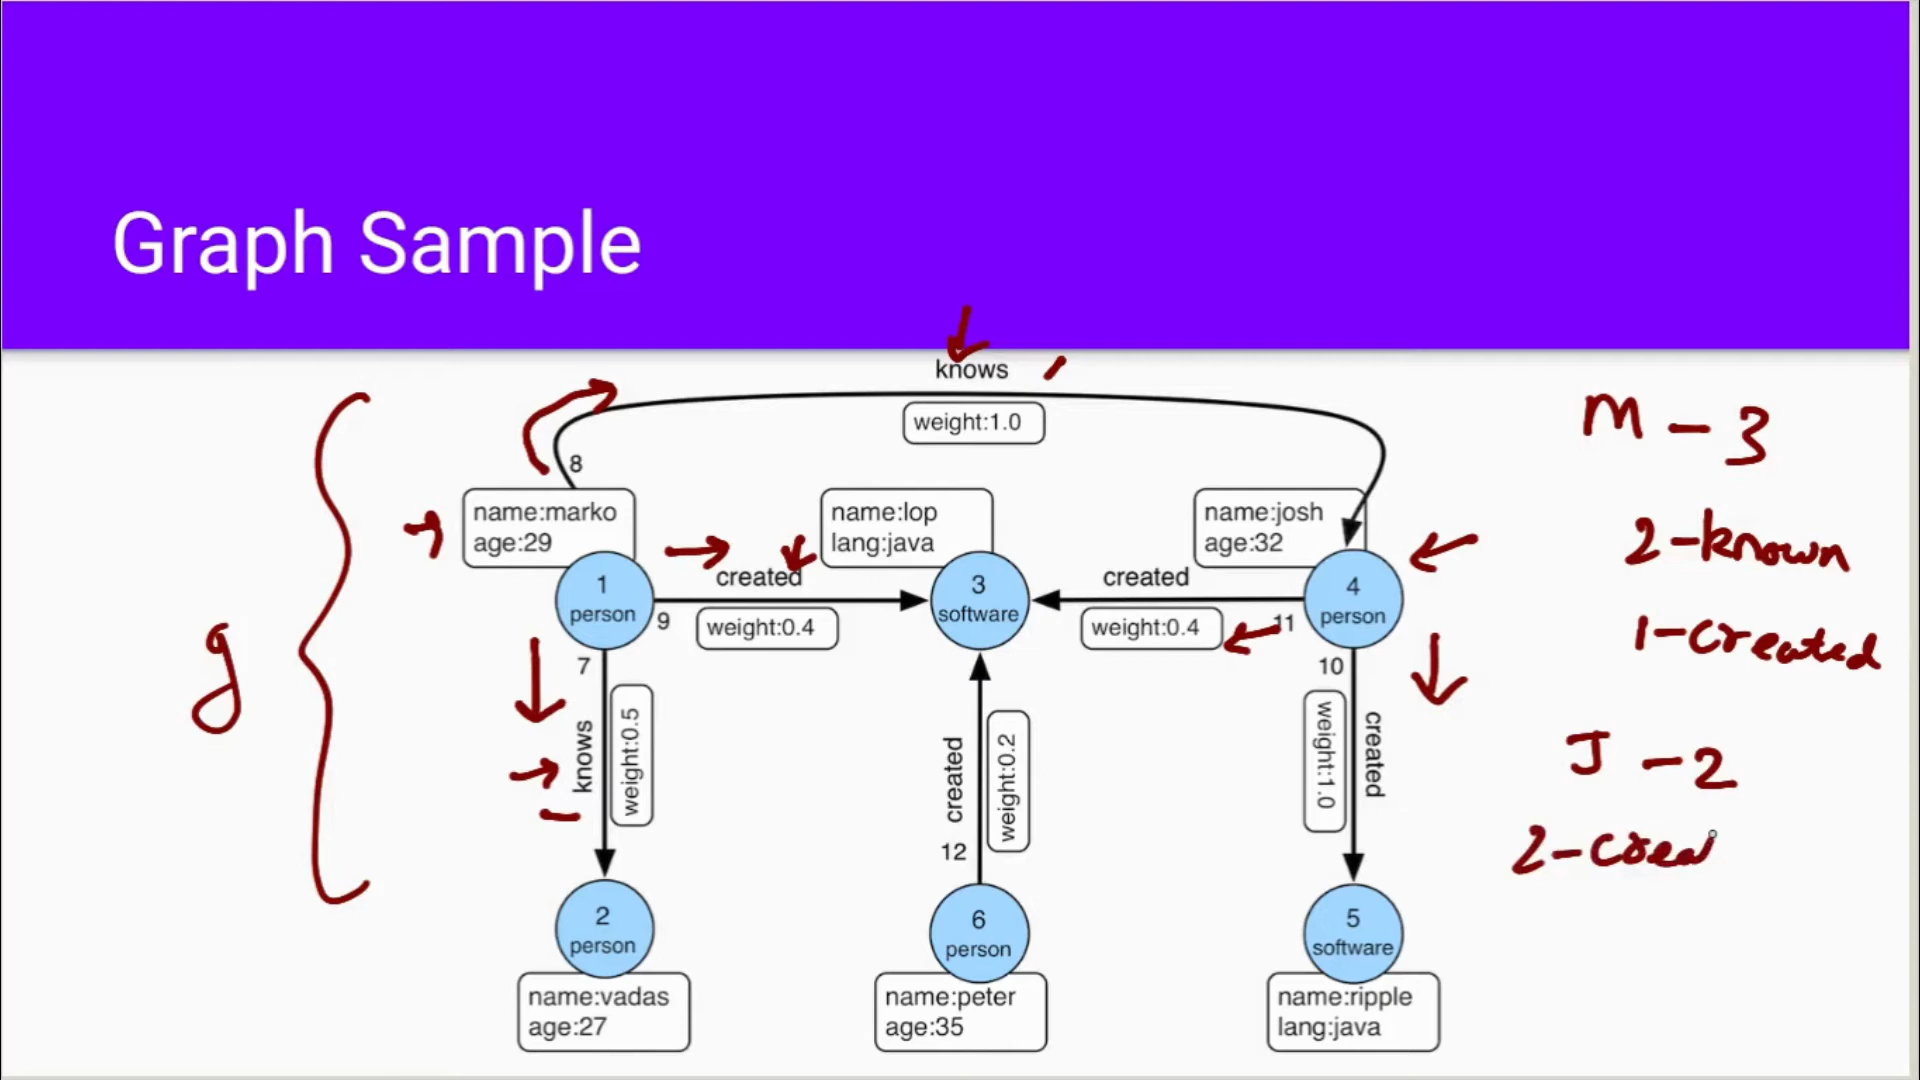 Graph Sample
knows
weight:1.0
8
name:marko
age:29
name:lop
lang:java
name:josh
age:32
1
person
created
9
weight:0.4
3
software
created
weight:0.4
11
4
person
7
knows
weight:0.5
created
weight:0.2
12
10
weight:1.0
created
2
person
name:vadas
age:27
6
person
name:peter
age:35
5
software
name:ripple
lang:java
g
M - 3
2-known
1-created
J - 2
2-crea